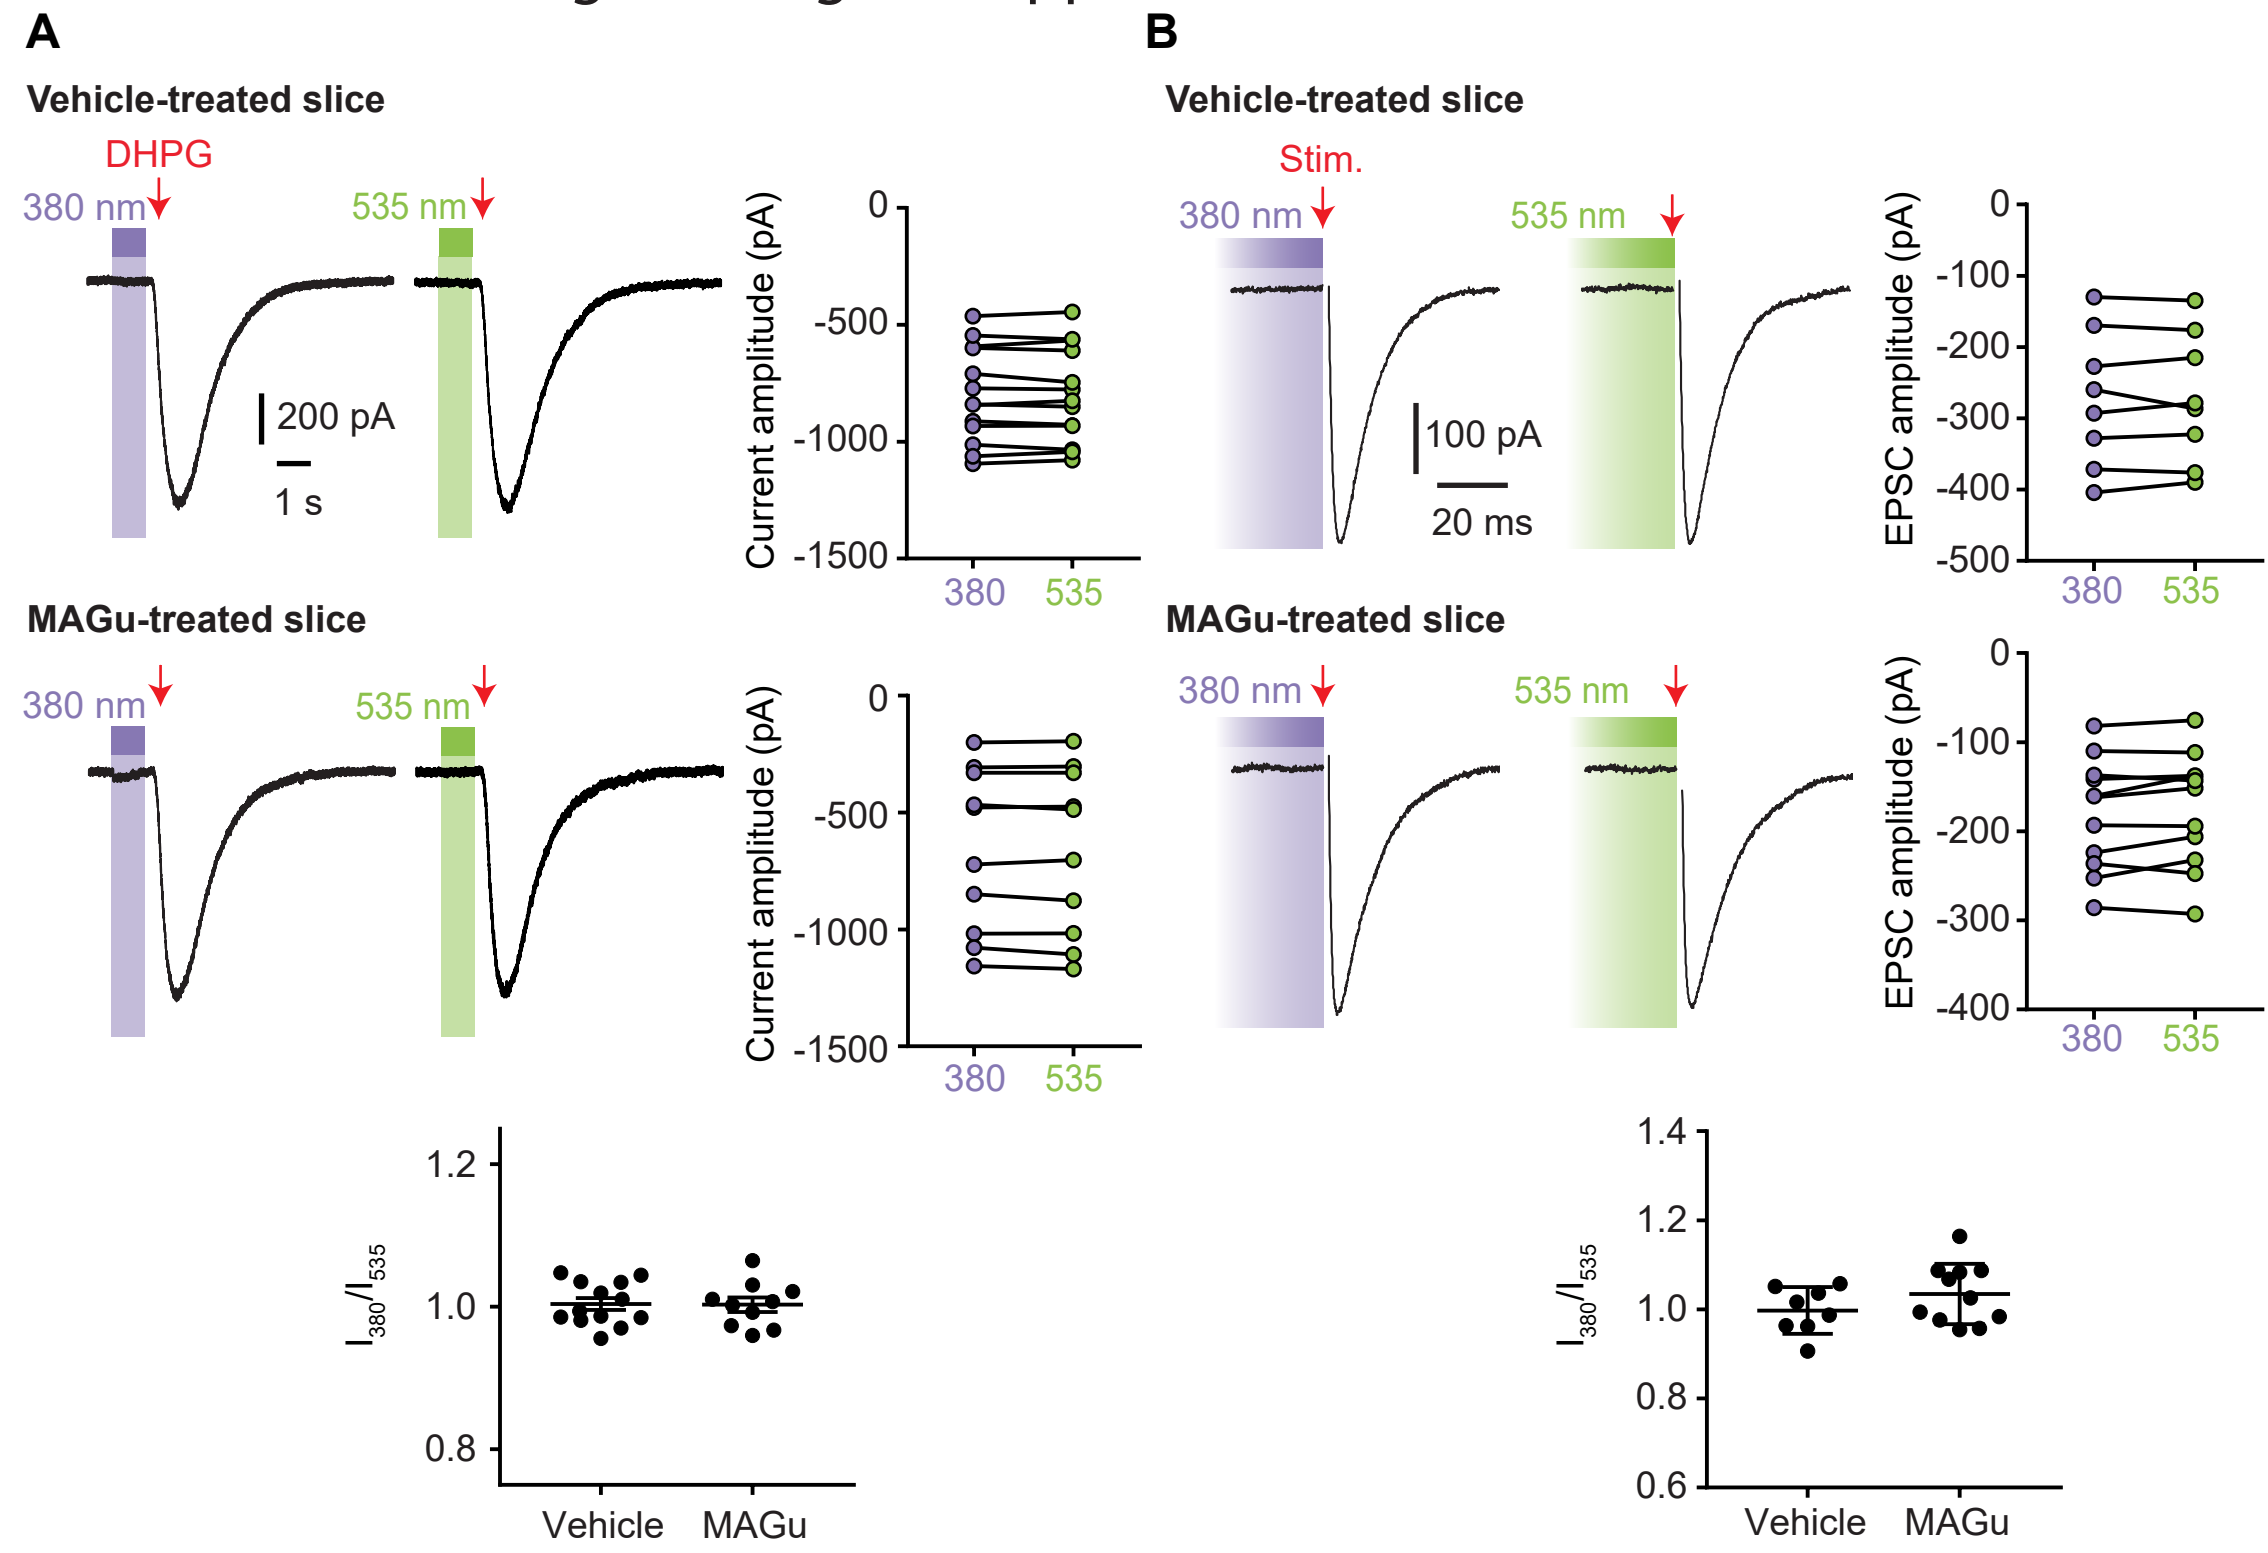 A
Vehicle-treated slice
DHPG
380 nm
535 nm
200 pA
1 s
Current amplitude (pA)
0
-500
-1000
-1500
380
535
MAGu-treated slice
380 nm
535 nm
Current amplitude (pA)
0
-500
-1000
-1500
380
535
I380/I535
1.2
1.0
0.8
Vehicle
MAGu
B
Vehicle-treated slice
Stim.
380 nm
535 nm
100 pA
20 ms
EPSC amplitude (pA)
0
-100
-200
-300
-400
-500
380
535
MAGu-treated slice
380 nm
535 nm
EPSC amplitude (pA)
0
-100
-200
-300
-400
380
535
I380/I535
1.4
1.2
1.0
0.8
0.6
Vehicle
MAGu